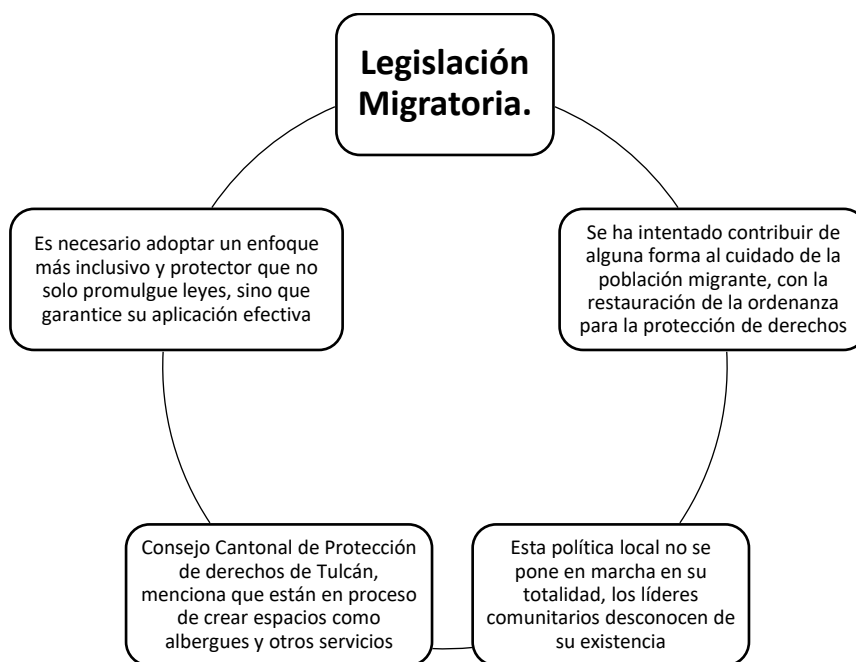 Legislación
Migratoria.
Se ha intentado contribuir de
alguna forma al cuidado de la
población migrante, con la
restauración de la ordenanza
para la protección de derechos
Esta política local no se
pone en marcha en su
totalidad, los líderes
comunitarios desconocen de
su existencia
Consejo Cantonal de Protección
de derechos de Tulcán,
menciona que están en proceso
de crear espacios como
albergues y otros servicios
Es necesario adoptar un enfoque
más inclusivo y protector que no
solo promulgue leyes, sino que
garantice su aplicación efectiva